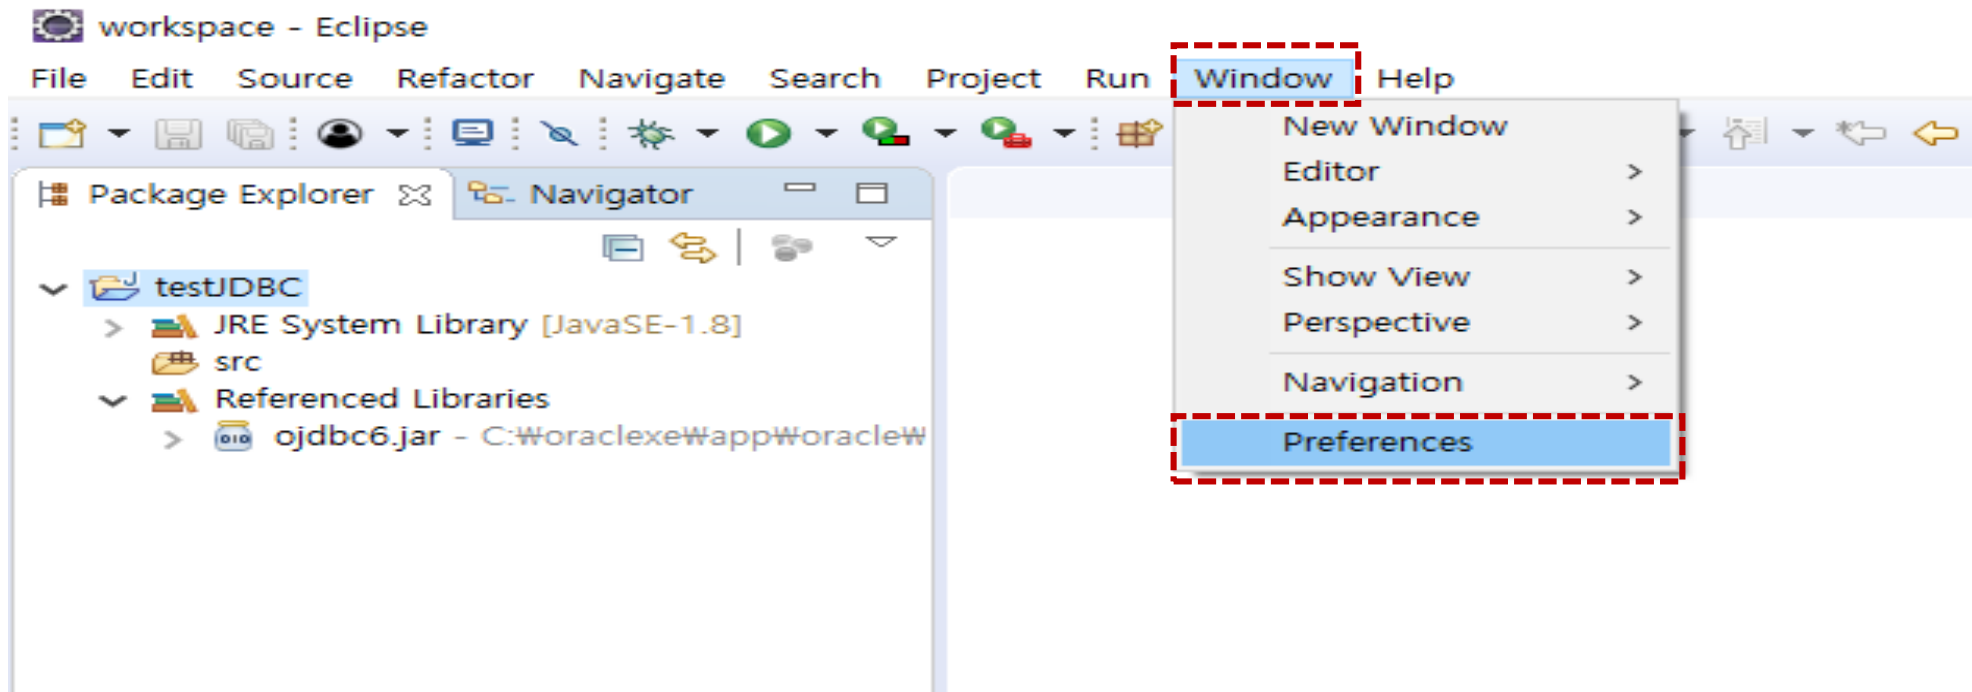 workspace - Eclipse
File Edit Source Refactor Navigate Search Project Run Window Help
New Window
Editor
Appearance
Show View
Perspective
Navigation
Preferences
Package Explorer Navigator
testJDBC
JRE System Library [JavaSE-1.8]
src
Referenced Libraries
ojdbc6.jar - C:₩oraclexe₩app₩oracle₩